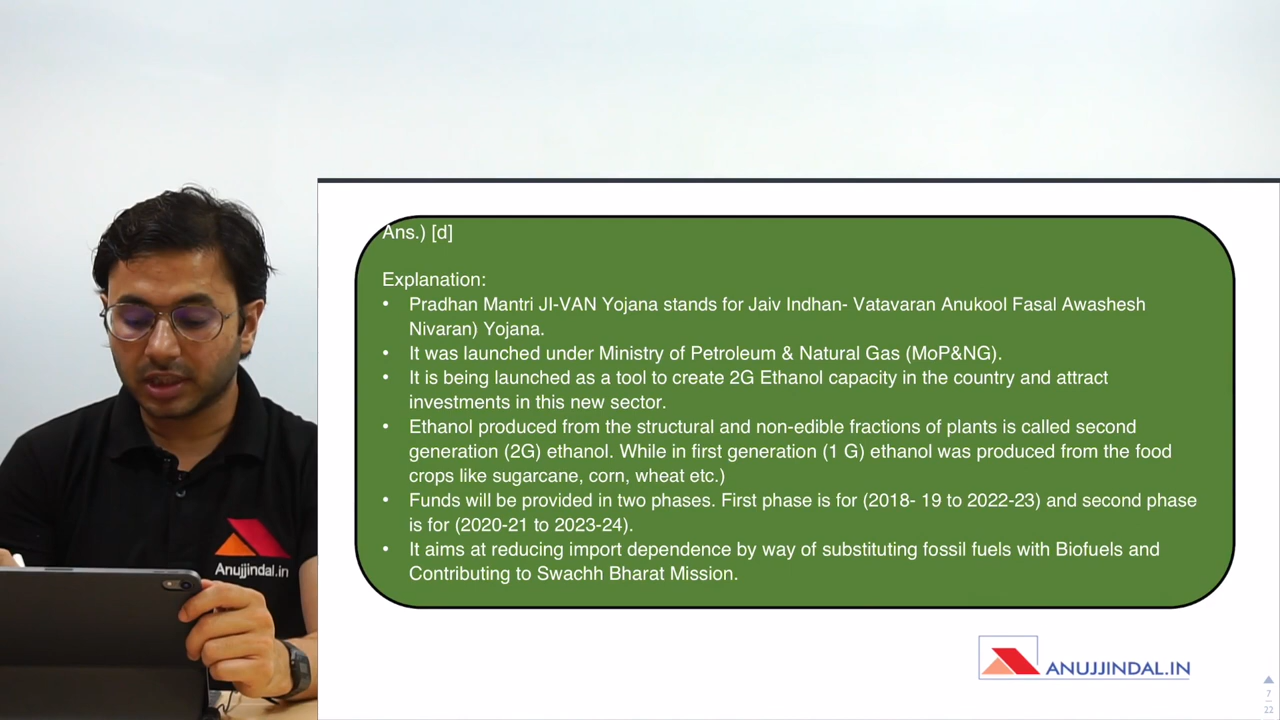 Ans.) [d]
Explanation:
• Pradhan Mantri JI-VAN Yojana stands for Jaiv Indhan- Vatavaran Anukool Fasal Awashesh
Nivaran) Yojana.
• It was launched under Ministry of Petroleum & Natural Gas (MoP&NG).
• It is being launched as a tool to create 2G Ethanol capacity in the country and attract
investments in this new sector.
• Ethanol produced from the structural and non-edible fractions of plants is called second
generation (2G) ethanol. While in first generation (1 G) ethanol was produced from the food
crops like sugarcane, corn, wheat etc.)
• Funds will be provided in two phases. First phase is for (2018- 19 to 2022-23) and second phase
is for (2020-21 to 2023-24).
• It aims at reducing import dependence by way of substituting fossil fuels with Biofuels and
Contributing to Swachh Bharat Mission.
Anujjindal.in
ANUJJINDAL.IN
7
22